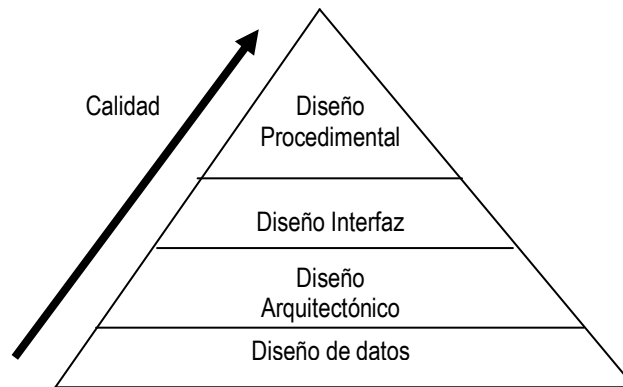 Calidad
Diseño
Procedimental
Diseño Interfaz
Diseño
Arquitectónico
Diseño de datos